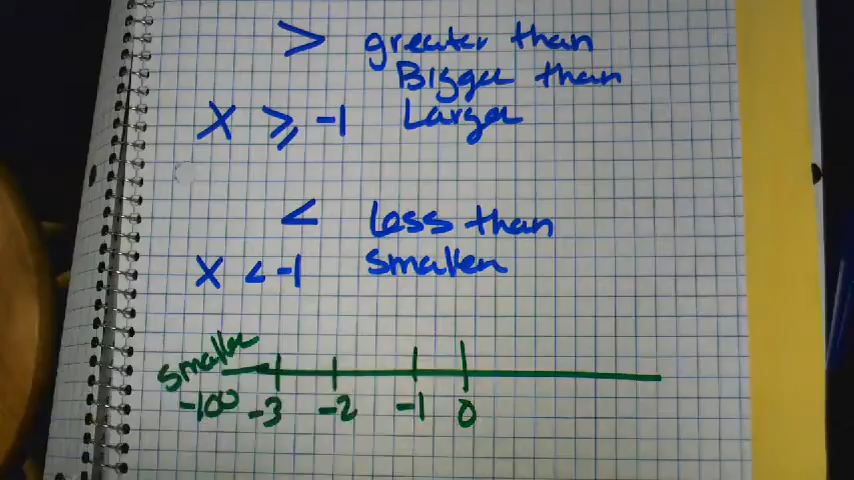 > greater than
Bigger than
X ⩾ -1 Larger
< Less than
X < -1 smaller
smaller
-100 -3 -2 -1 0